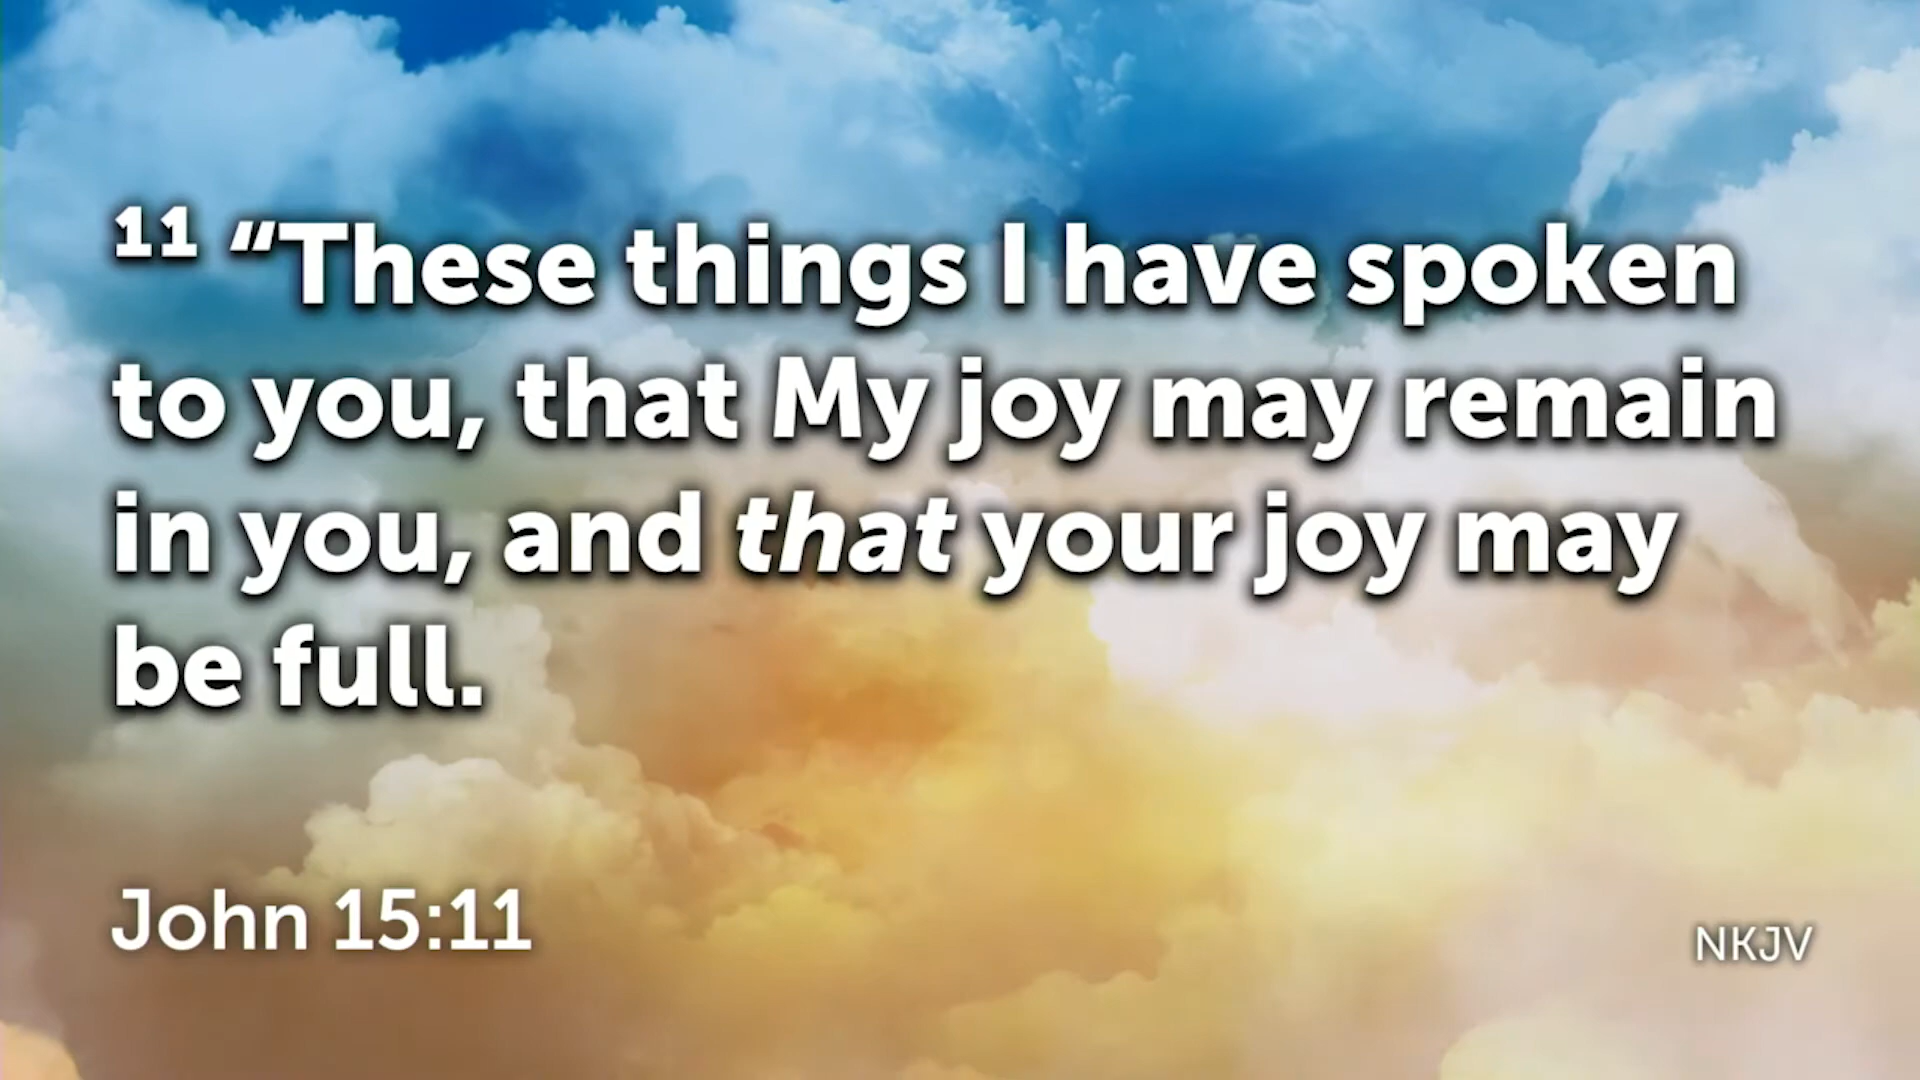 11 “These things I have spoken
to you, that My joy may remain
in you, and that your joy may
be full.
John 15:11
NKJV